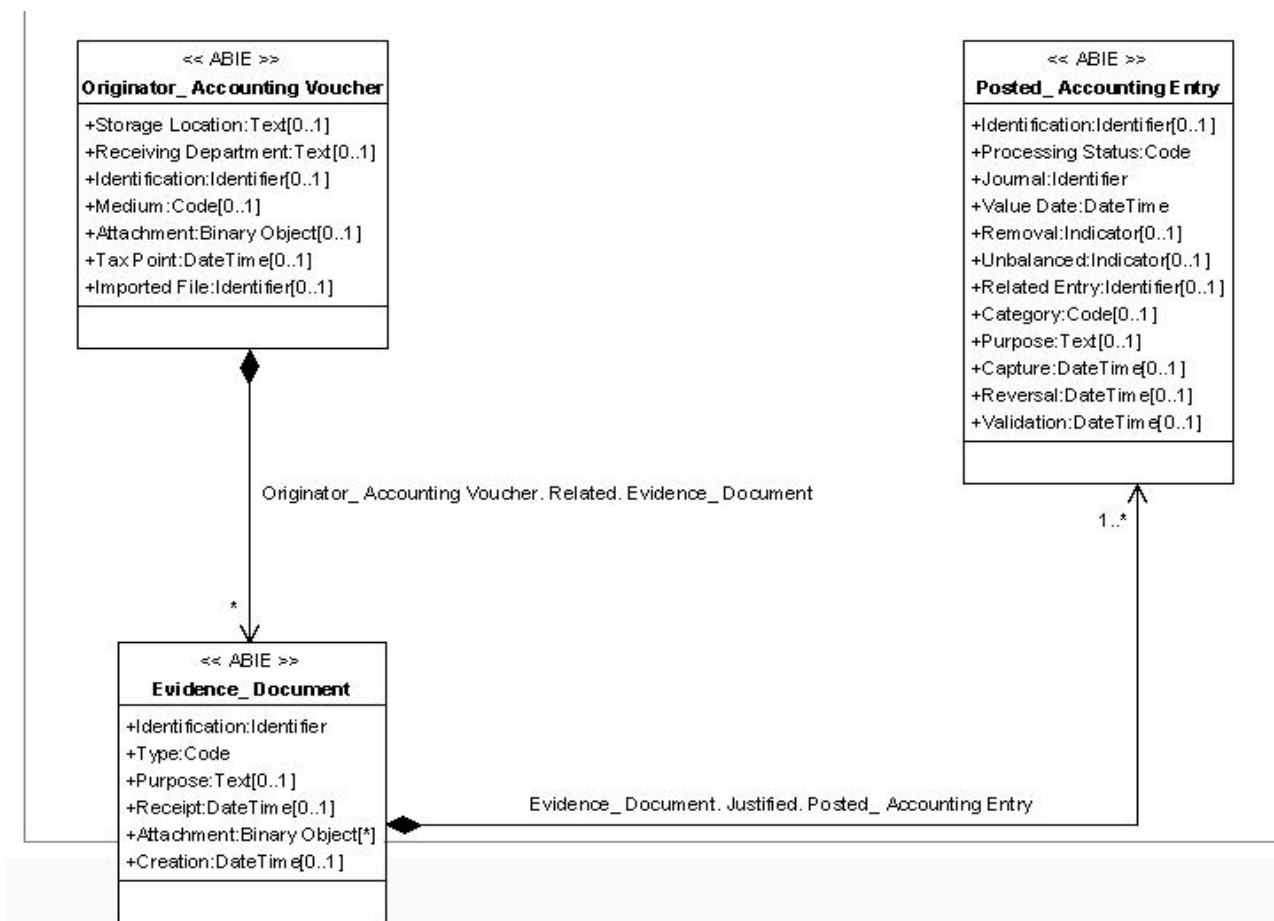 << ABIE >>
Originator_ Accounting Voucher
+Storage Location:Text[0..1]
+Receiving Department:Text[0..1]
+Identification:Identifier[0..1]
+Medium:Code[0..1]
+Attachment:Binary Object[0..1]
+Tax Point:DateTime[0..1]
+Imported File:Identifier[0..1]
<< ABIE >>
Posted_ Accounting Entry
+Identification:Identifier[0..1]
+Processing Status:Code
+Journal:Identifier
+Value Date:DateTime
+Removal:Indicator[0..1]
+Unbalanced:Indicator[0..1]
+Related Entry:Identifier[0..1]
+Category:Code[0..1]
+Purpose:Text[0..1]
+Capture:DateTime[0..1]
+Reversal:DateTime[0..1]
+Validation:DateTime[0..1]
Originator_ Accounting Voucher. Related. Evidence_ Document
1..*
*
<< ABIE >>
Evidence_ Document
+Identification:Identifier
+Type:Code
+Purpose:Text[0..1]
+Receipt:DateTime[0..1]
+Attachment:Binary Object[*]
+Creation:DateTime[0..1]
Evidence_ Document. Justified. Posted_ Accounting Entry